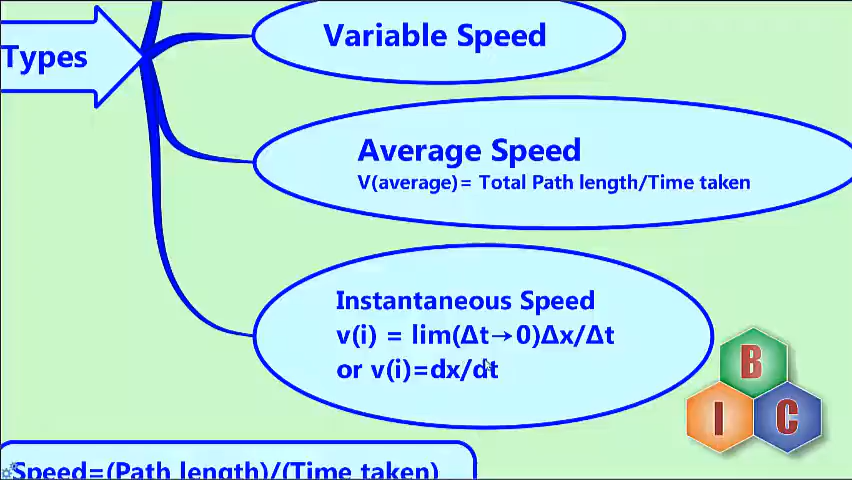 Types
Variable Speed
Average Speed
V(average)= Total Path length/Time taken
Instantaneous Speed
v(i) = lim(Δt→0)Δx/Δt
or v(i)=dx/dt
B
I C
Speed=(Path length)/(Time taken)